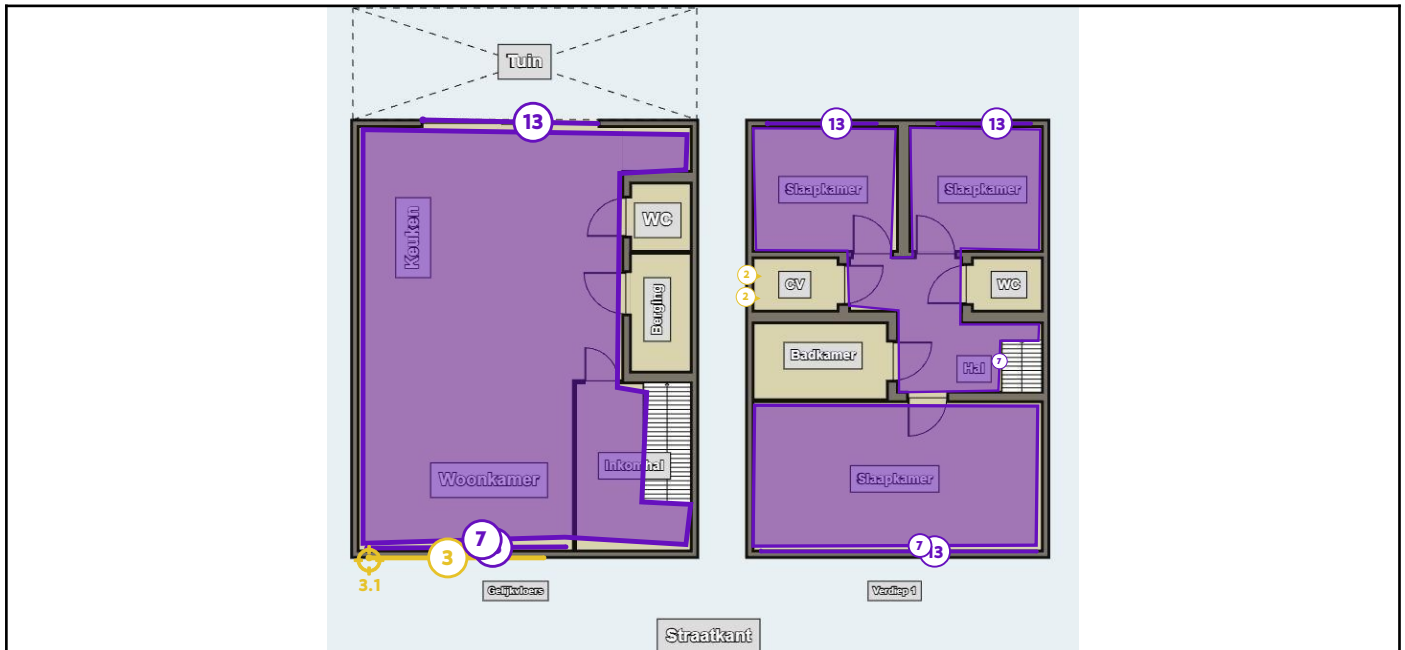 Tuin
13
13
13
Slaapkamer
Slaapkamer
Keuken
WC
2
2
CV
WC
Berging
Badkamer
Hal
7
Inkomhal
Woonkamer
Slaapkamer
7
3
7
13
3.1
Gelijkvloers
Verdiep 1
Straatkant